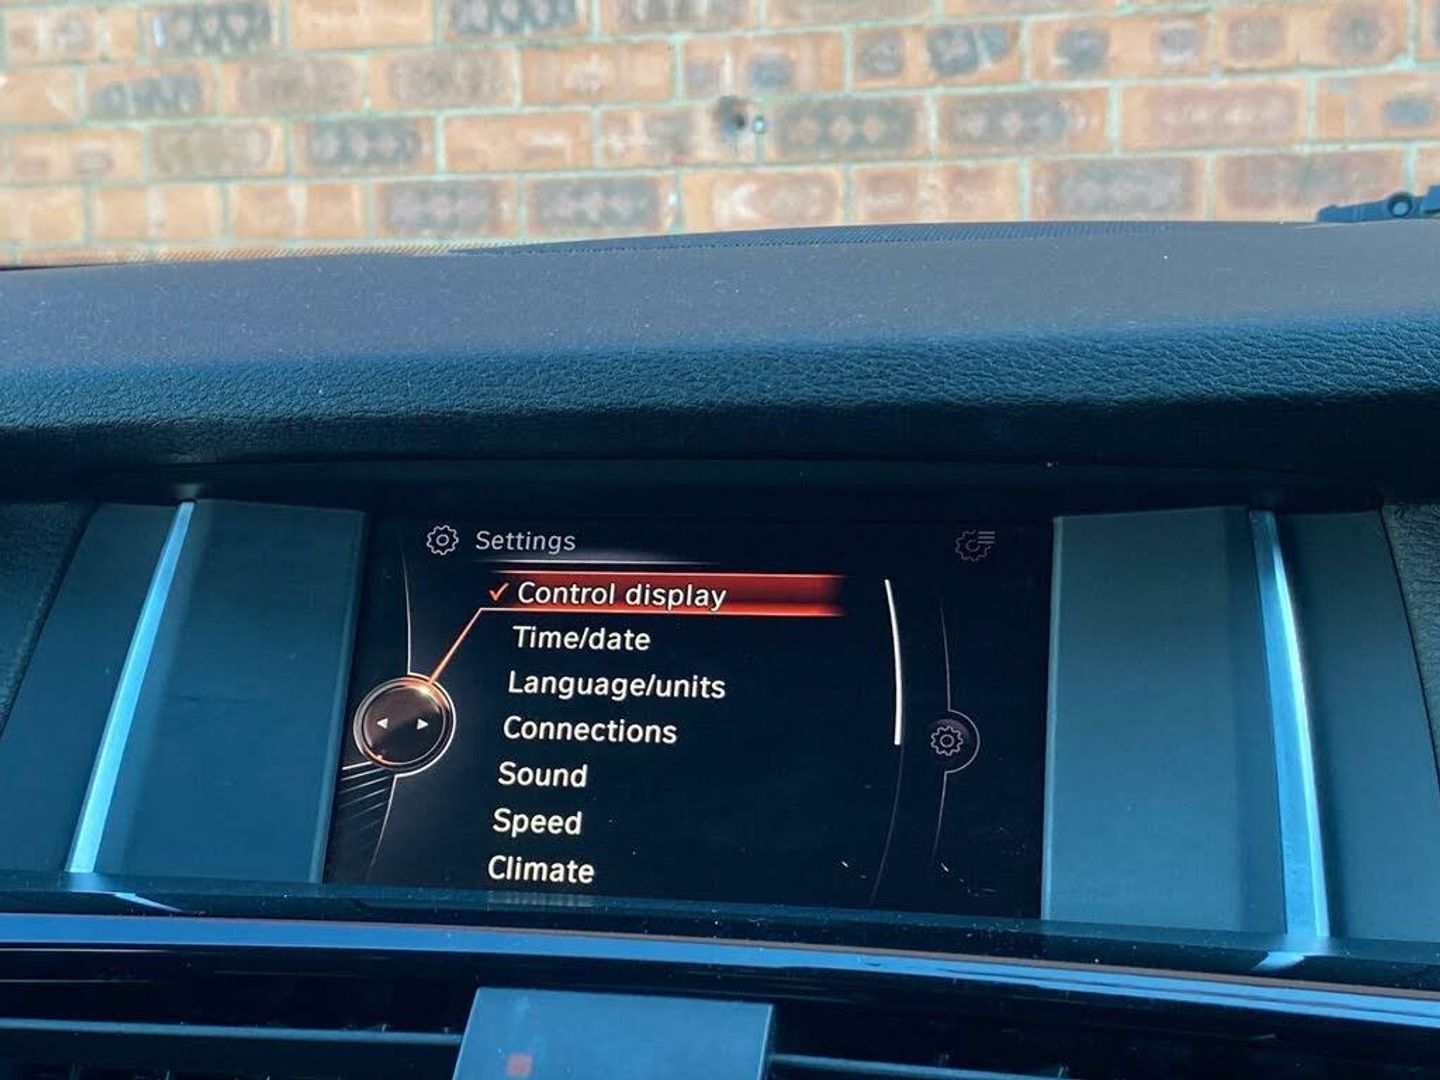 Settings
Control display
Time/date
Language/units
Connections
Sound
Speed
Climate